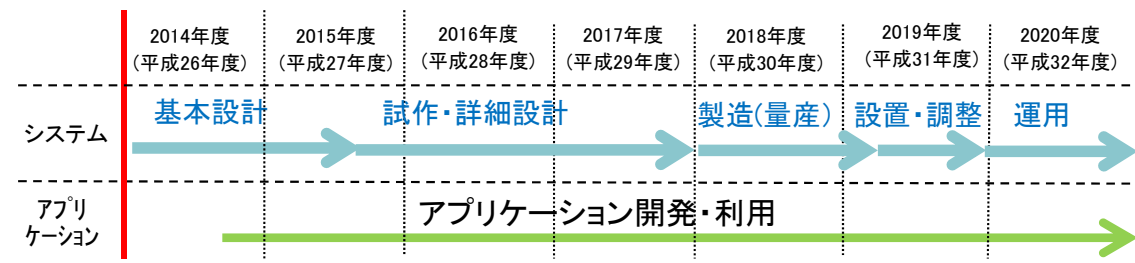 2014年度
(平成26年度)
2015年度
(平成27年度)
2016年度
(平成28年度)
2017年度
(平成29年度)
2018年度
(平成30年度)
2019年度
(平成31年度)
2020年度
(平成32年度)
システム
基本設計
試作・詳細設計
製造(量産)
設置・調整
運用
アプリ
ケーション
アプリケーション開発・利用